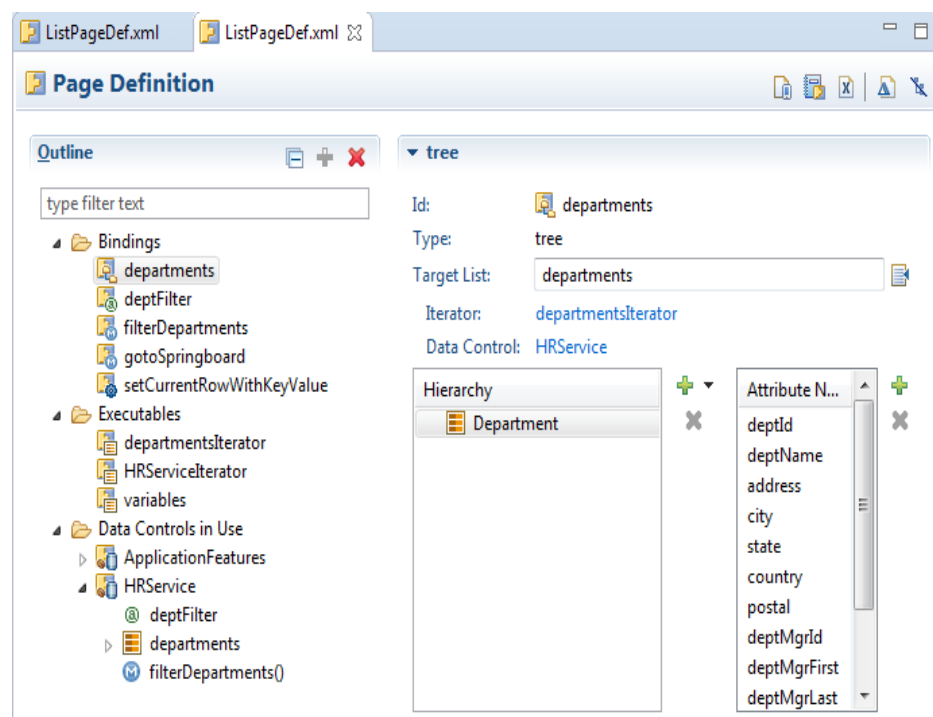 ListPageDef.xml
ListPageDef.xml
Page Definition
Outline
type filter text
Bindings
departments
deptFilter
filterDepartments
gotoSpringboard
setCurrentRowWithKeyValue
Executables
departmentsIterator
HRServiceIterator
variables
Data Controls in Use
ApplicationFeatures
HRService
deptFilter
departments
filterDepartments()
tree
Id: departments
Type: tree
Target List: departments
Iterator: departmentsIterator
Data Control: HRService
Hierarchy
Department
Attribute N...
deptId
deptName
address
city
state
country
postal
deptMgrId
deptMgrFirst
deptMgrLast